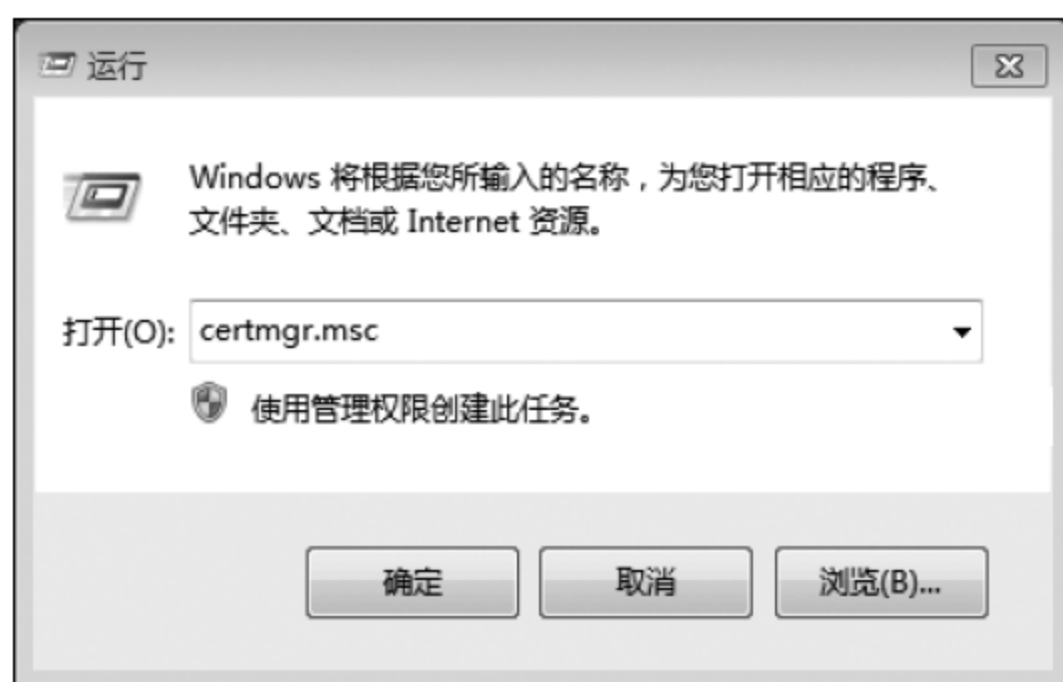 运行
Windows 将根据您所输入的名称，为您打开相应的程序、
文件夹、文档或 Internet 资源。
打开(O): certmgr.msc
使用管理权限创建此任务。
确定 取消 浏览(B)...